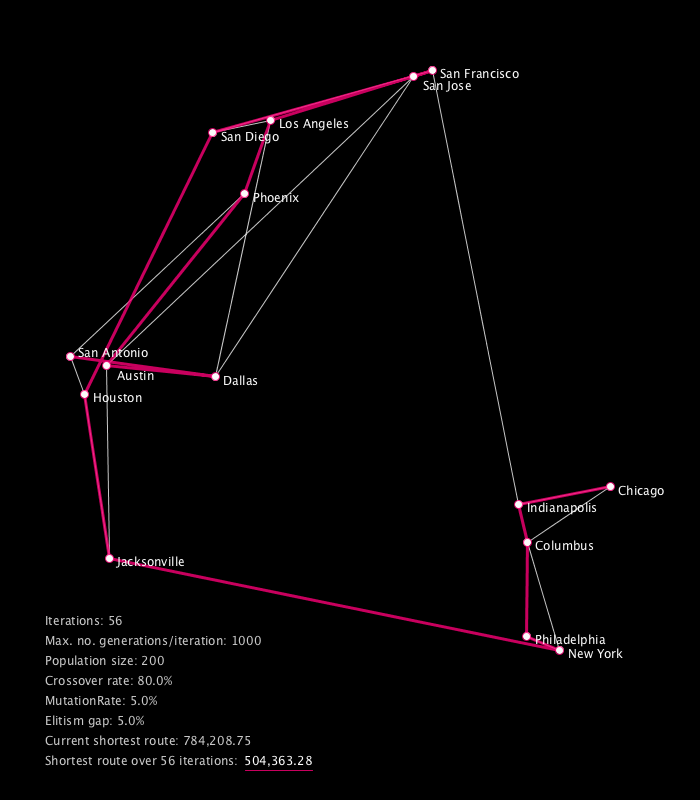 San Francisco
San Jose
Los Angeles
San Diego
Phoenix
San Antonio
Austin
Dallas
Houston
Chicago
Indianapolis
Columbus
Jacksonville
Philadelphia
New York
Iterations: 56
Max. no. generations/iteration: 1000
Population size: 200
Crossover rate: 80.0%
MutationRate: 5.0%
Elitism gap: 5.0%
Current shortest route: 784,208.75
Shortest route over 56 iterations: 504,363.28